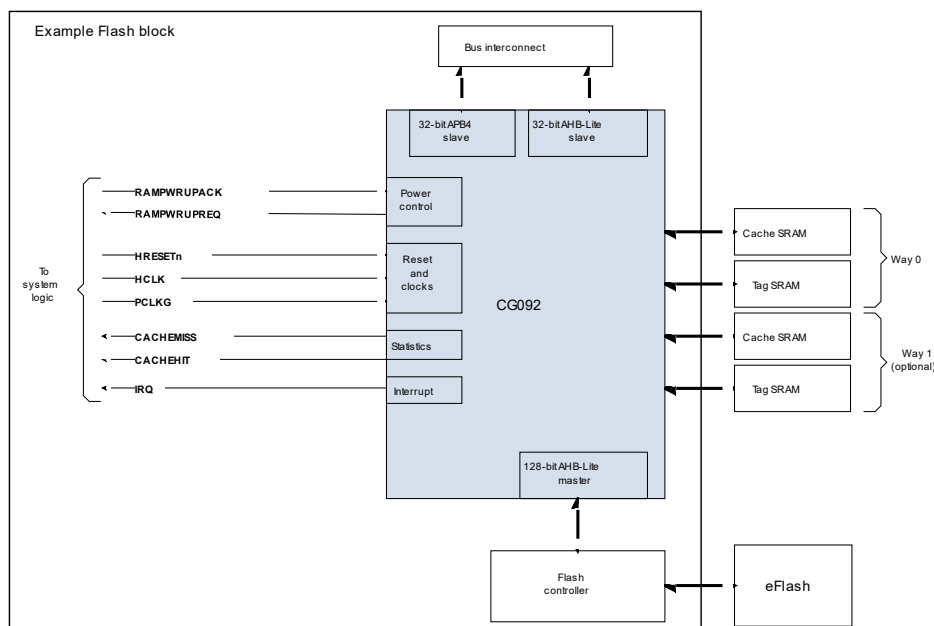 Example Flash block
Bus interconnect
32-bit APB4
slave
32-bit AHB-Lite
slave
RAMPWRUPACK
RAMPWRUPREQ
Power
control
HRESETn
HCLK
PCLKG
Reset
and
clocks
To
system
logic
CG092
CACHEMISS
CACHEHIT
Statistics
IRQ
Interrupt
Cache SRAM
Tag SRAM
Way 0
Cache SRAM
Tag SRAM
Way 1
(optional)
128-bit AHB-Lite
master
Flash
controller
eFlash